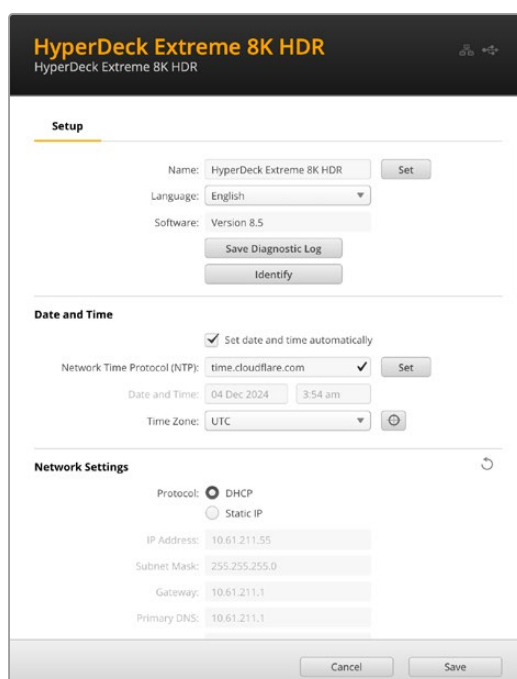 HyperDeck Extreme 8K HDR
HyperDeck Extreme 8K HDR
Setup
Name: HyperDeck Extreme 8K HDR Set
Language: English
Software: Version 8.5
Save Diagnostic Log
Identify
Date and Time
Set date and time automatically
Network Time Protocol (NTP): time.cloudflare.com Set
Date and Time: 04 Dec 2024 3:54 am
Time Zone: UTC
Network Settings
Protocol: DHCP
Static IP
IP Address: 10.61.211.55
Subnet Mask: 255.255.255.0
Gateway: 10.61.211.1
Primary DNS: 10.61.211.1
Cancel Save